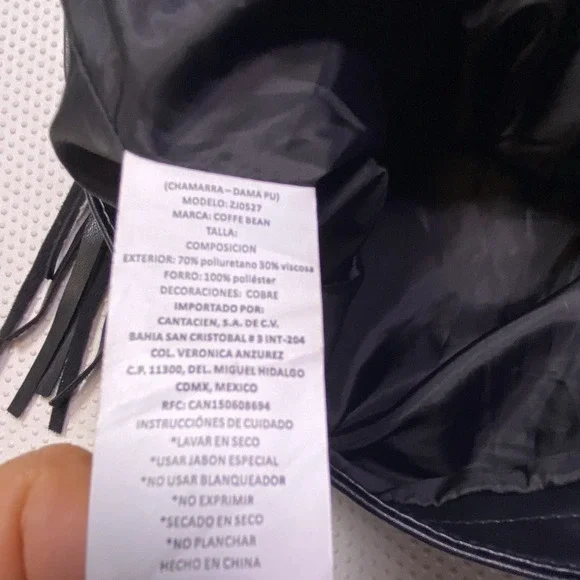 (CHAMARRA – DAMA PU)
MODELO: ZJ0527
MARCA: COFFE BEAN
TALLA:
COMPOSICION
EXTERIOR: 70% poliuretano 30% viscosa
FORRO: 100% poliéster
DECORACIONES: COBRE
IMPORTADO POR:
CANTACIEN, S.A. DE C.V.
BAHIA SAN CRISTOBAL # 3 INT-204
COL. VERONICA ANZUREZ
C.P. 11300, DEL. MIGUEL HIDALGO
CDMX, MEXICO
RFC: CAN150608694
INSTRUCCIÓNES DE CUIDADO
*LAVAR EN SECO
*USAR JABON ESPECIAL
*NO USAR BLANQUEADOR
*NO EXPRIMIR
*SECADO EN SECO
*NO PLANCHAR
HECHO EN CHINA